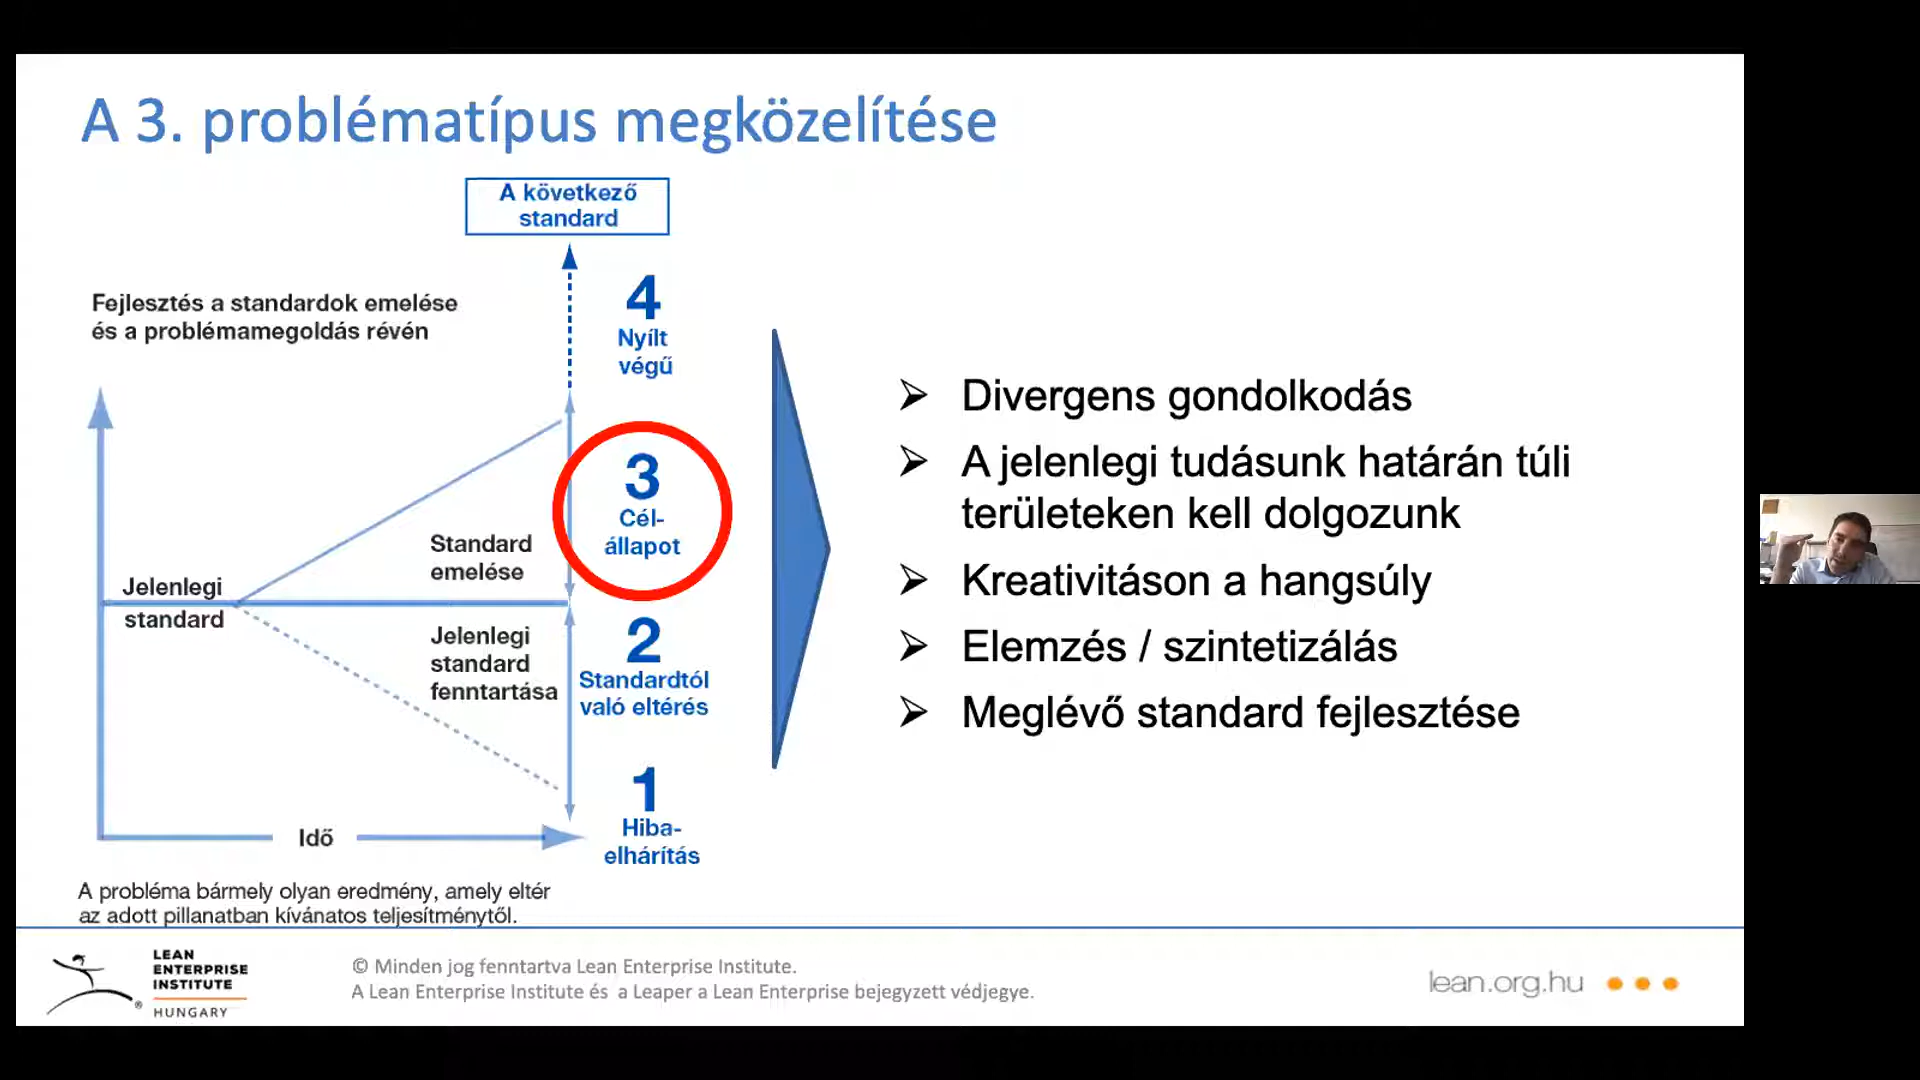 A 3. problématípus megközelítése
A következő
standard
Fejlesztés a standardok emelése
és a problémamegoldás révén
4
Nyílt
végű
3
Cél-
állapot
Standard
emelése
Jelenlegi
standard
Jelenlegi
standard
fenntartása
2
Standardtól
való eltérés
1
Hiba-
elhárítás
Idő
A probléma bármely olyan eredmény, amely eltér
az adott pillanatban kívánatos teljesítménytől.
➢ Divergens gondolkodás
➢ A jelenlegi tudásunk határán túli
területeken kell dolgozunk
➢ Kreativitáson a hangsúly
➢ Elemzés / szintetizálás
➢ Meglévő standard fejlesztése
LEAN
ENTERPRISE
INSTITUTE
HUNGARY
®
© Minden jog fenntartva Lean Enterprise Institute.
A Lean Enterprise Institute és a Leaper a Lean Enterprise bejegyzett védjegye.
lean.org.hu